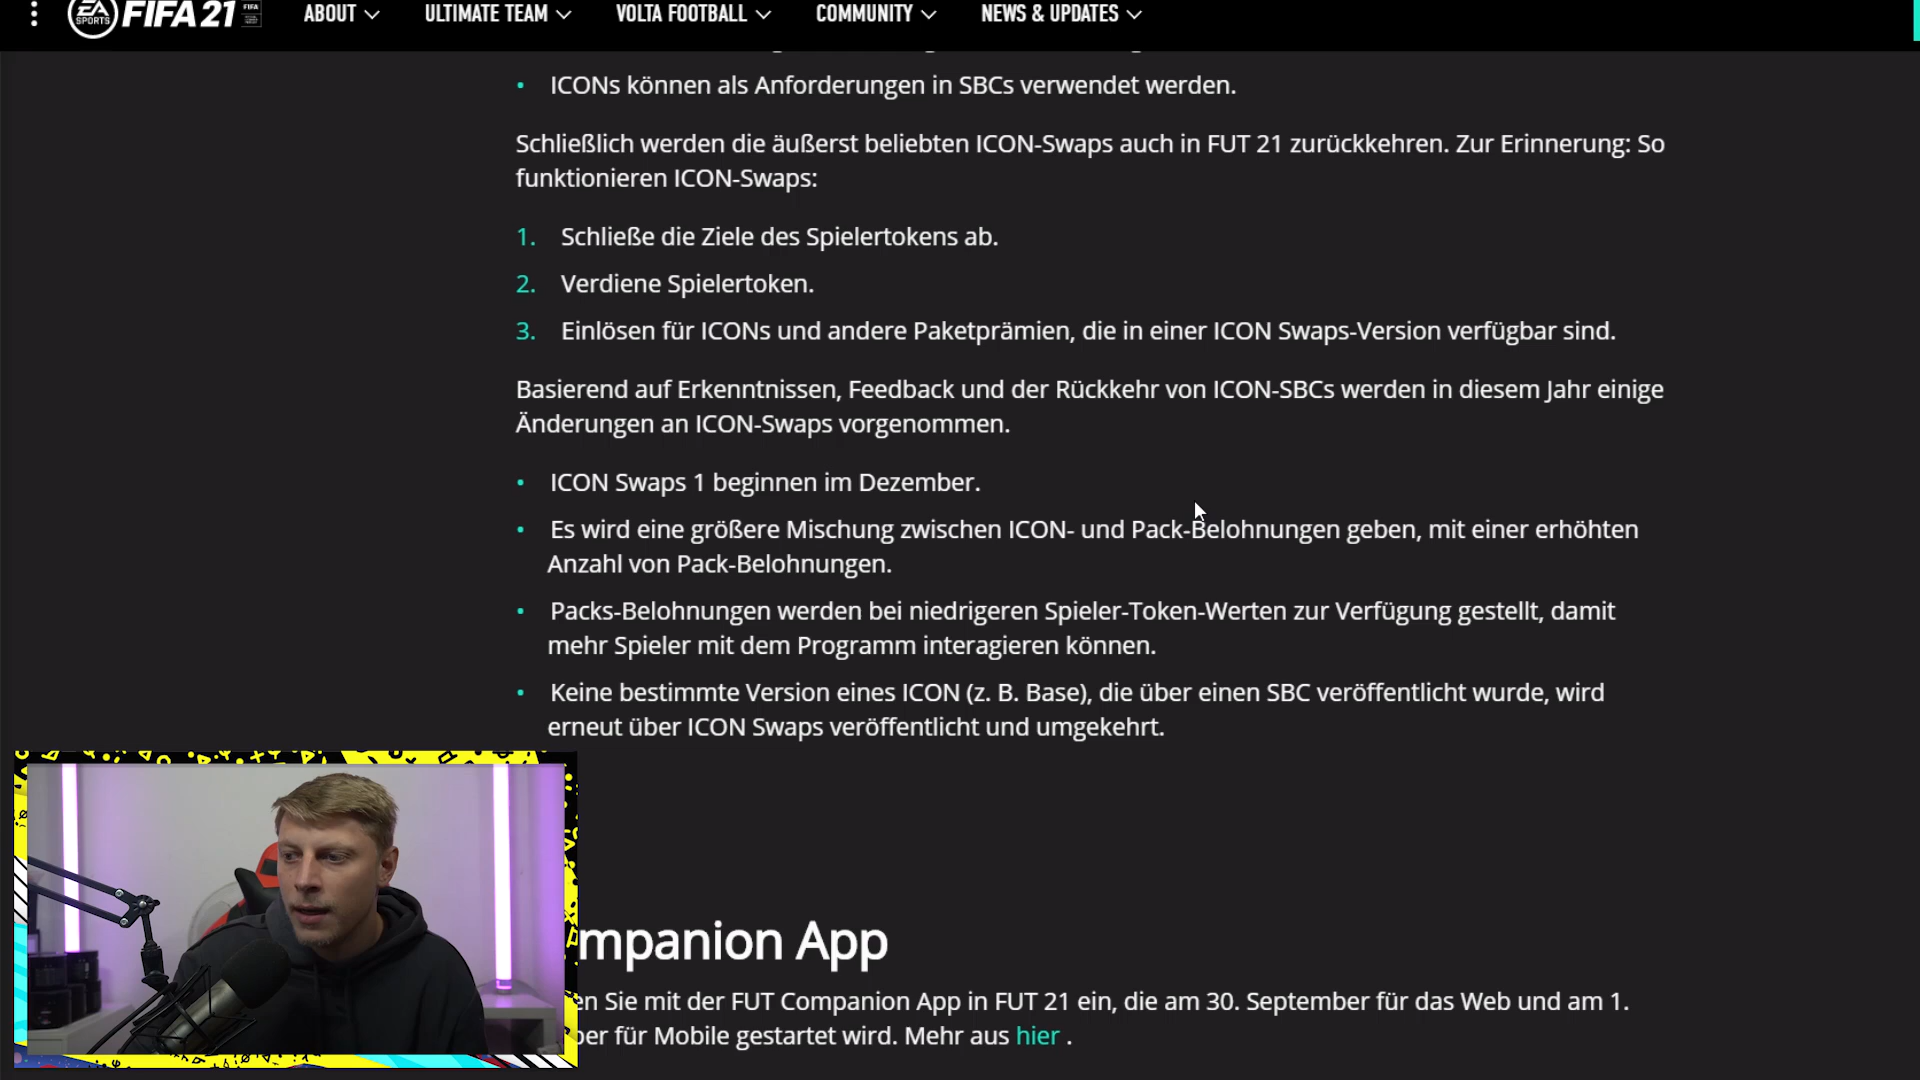 EA SPORTS FIFA 21 FIFA
ABOUT
ULTIMATE TEAM
VOLTA FOOTBALL
COMMUNITY
NEWS & UPDATES
• ICONs können als Anforderungen in SBCs verwendet werden.
Schließlich werden die äußerst beliebten ICON-Swaps auch in FUT 21 zurückkehren. Zur Erinnerung: So
funktionieren ICON-Swaps:
1. Schließe die Ziele des Spielertokens ab.
2. Verdiene Spielertoken.
3. Einlösen für ICONs und andere Paketprämien, die in einer ICON Swaps-Version verfügbar sind.
Basierend auf Erkenntnissen, Feedback und der Rückkehr von ICON-SBCs werden in diesem Jahr einige
Änderungen an ICON-Swaps vorgenommen.
• ICON Swaps 1 beginnen im Dezember.
• Es wird eine größere Mischung zwischen ICON- und Pack-Belohnungen geben, mit einer erhöhten
Anzahl von Pack-Belohnungen.
• Packs-Belohnungen werden bei niedrigeren Spieler-Token-Werten zur Verfügung gestellt, damit
mehr Spieler mit dem Programm interagieren können.
• Keine bestimmte Version eines ICON (z. B. Base), die über einen SBC veröffentlicht wurde, wird
erneut über ICON Swaps veröffentlicht und umgekehrt.
mpanion App
en Sie mit der FUT Companion App in FUT 21 ein, die am 30. September für das Web und am 1.
ber für Mobile gestartet wird. Mehr aus hier .